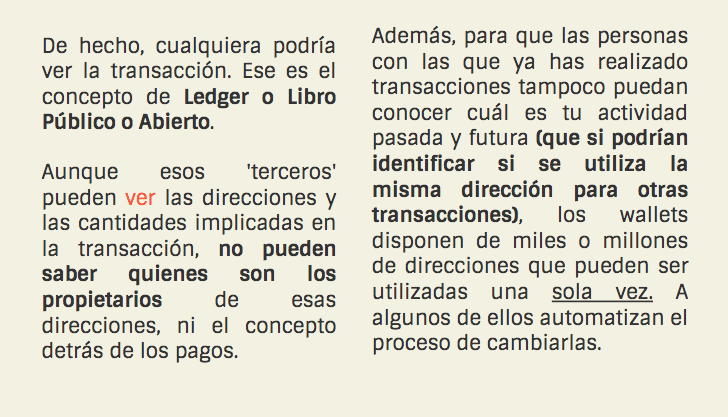 De hecho, cualquiera podría
ver la transacción. Ese es el
concepto de Ledger o Libro
Público o Abierto.
Aunque esos 'terceros'
pueden ver las direcciones y
las cantidades implicadas en
la transacción, no pueden
saber quienes son los
propietarios de esas
direcciones, ni el concepto
detrás de los pagos.
Además, para que las personas
con las que ya has realizado
transacciones tampoco puedan
conocer cuál es tu actividad
pasada y futura (que si podrían
identificar si se utiliza la
misma dirección para otras
transacciones), los wallets
disponen de miles o millones
de direcciones que pueden ser
utilizadas una sola vez. A
algunos de ellos automatizan el
proceso de cambiarlas.